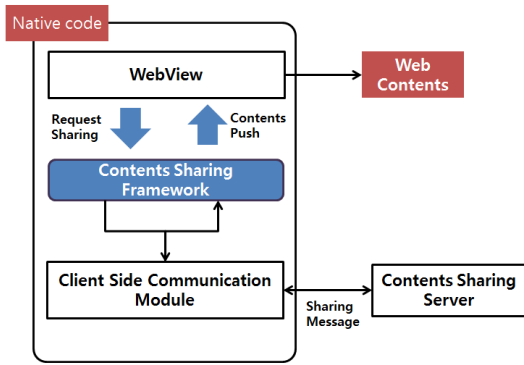 Native code
WebView
Web
Contents
Request
Sharing
Contents
Push
Contents Sharing
Framework
Client Side Communication
Module
Sharing
Message
Contents Sharing
Server